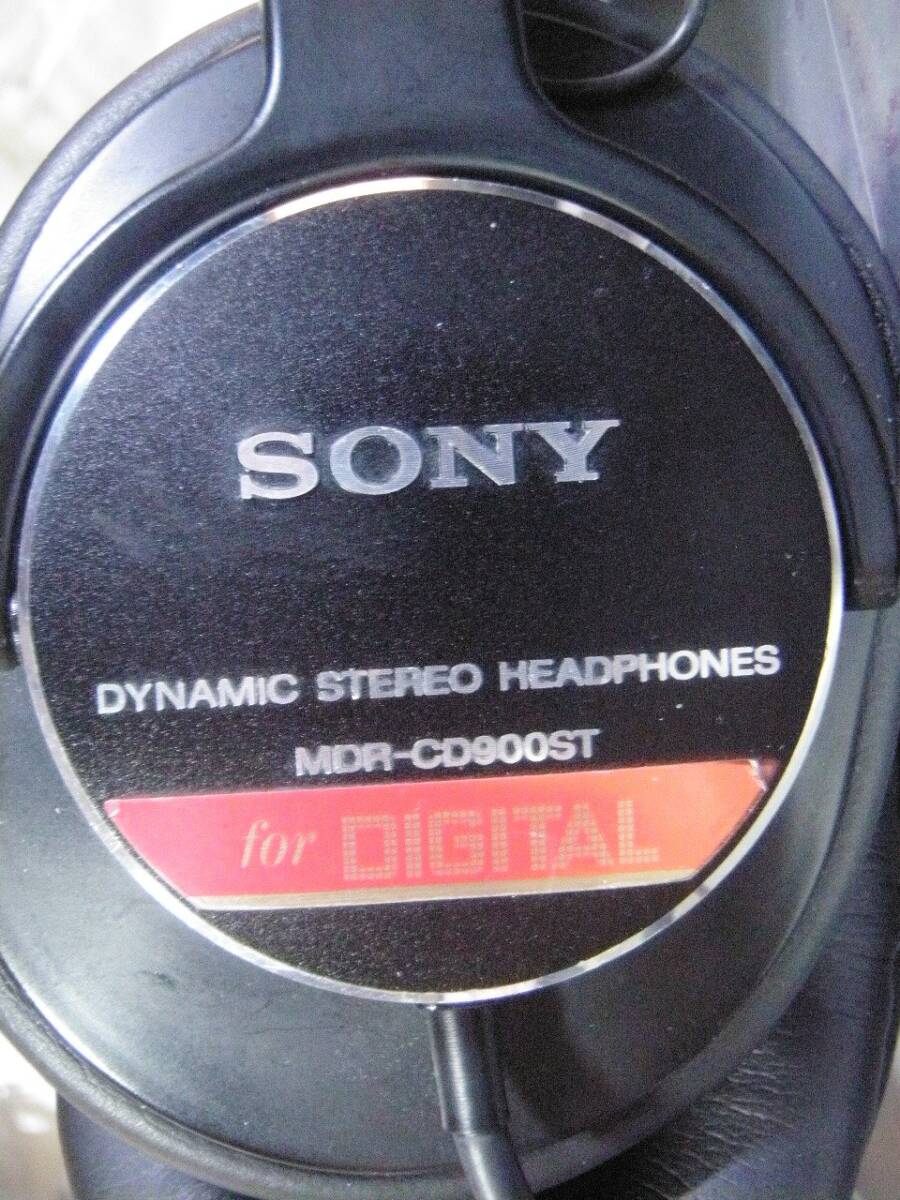 SONY
DYNAMIC STEREO HEADPHONES
MDR-CD900ST
for DIGITAL